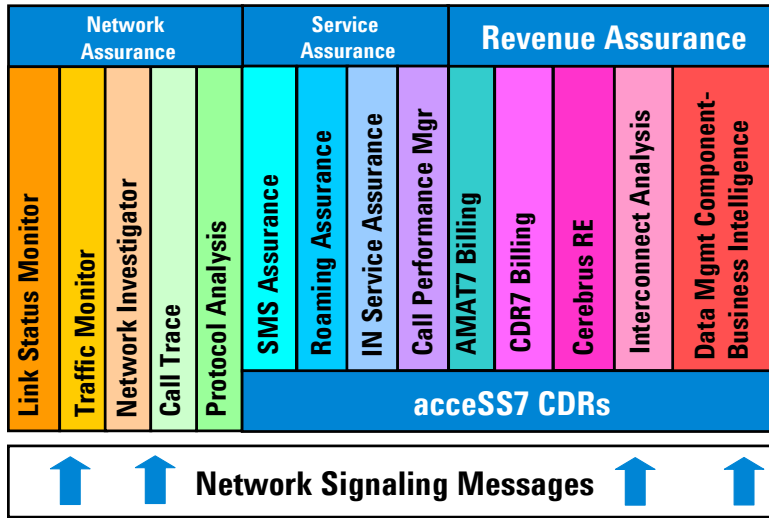 Network
Assurance
Service
Assurance
Revenue Assurance
Link Status Monitor
Traffic Monitor
Network Investigator
Call Trace
Protocol Analysis
SMS Assurance
Roaming Assurance
IN Service Assurance
Call Performance Mgr
AMAT7 Billing
CDR7 Billing
Cerebrus RE
Interconnect Analysis
Data Mgmt Component-
Business Intelligence
acceSS7 CDRs
Network Signaling Messages